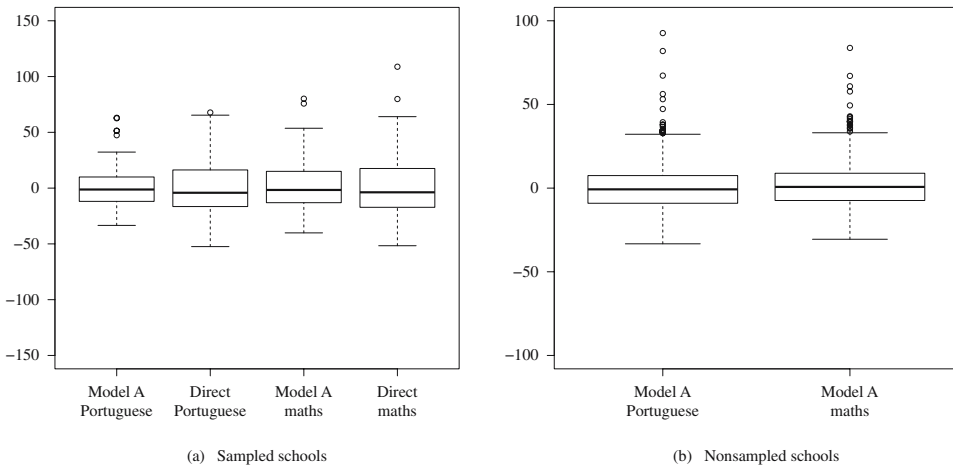 150
100
50
0
−50
−100
−150
Model A
Portuguese
Direct
Portuguese
Model A
maths
Direct
maths
(a) Sampled schools
100
50
0
−50
−100
Model A
Portuguese
Model A
maths
(b) Nonsampled schools